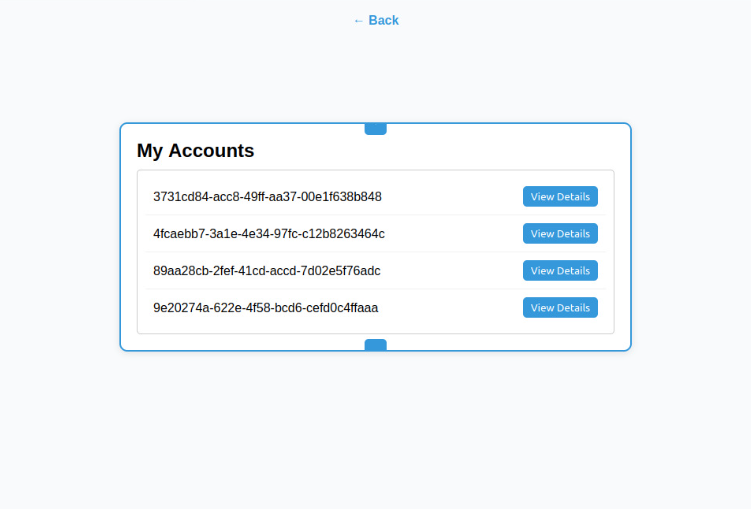 ← Back
My Accounts
3731cd84-acc8-49ff-aa37-00e1f638b848 View Details
4fcaebb7-3a1e-4e34-97fc-c12b8263464c View Details
89aa28cb-2fef-41cd-accd-7d02e5f76adc View Details
9e20274a-622e-4f58-bcd6-cefd0c4ffaaa View Details